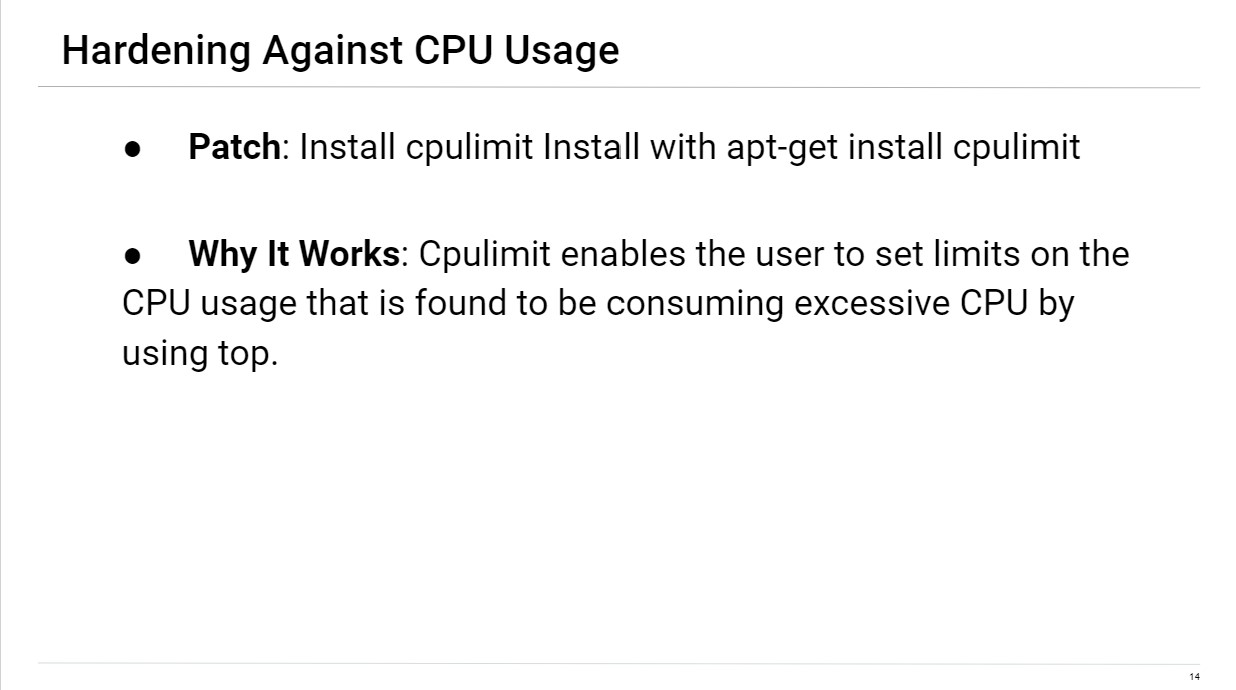 Hardening Against CPU Usage
● Patch: Install cpulimit Install with apt-get install cpulimit
● Why It Works: Cpulimit enables the user to set limits on the
CPU usage that is found to be consuming excessive CPU by
using top.
14